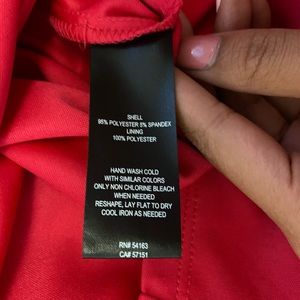 SHELL
95% POLYESTER 5% SPANDEX
LINING
100% POLYESTER
HAND WASH COLD
WITH SIMILAR COLORS
ONLY NON CHLORINE BLEACH
WHEN NEEDED
RESHAPE, LAY FLAT TO DRY
COOL IRON AS NEEDED
RN# 54163
CA# 57151